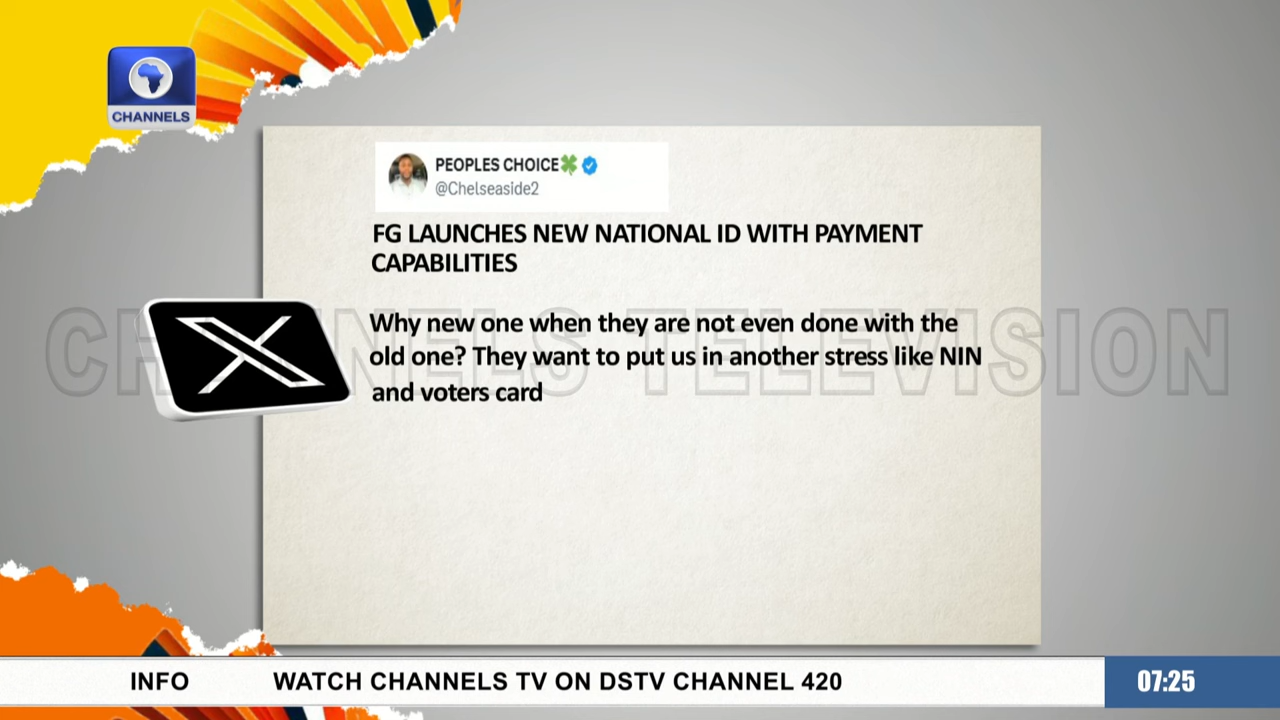 CHANNELS
PEOPLES CHOICE🍀
@Chelseaside2
FG LAUNCHES NEW NATIONAL ID WITH PAYMENT
CAPABILITIES
Why new one when they are not even done with the
old one? They want to put us in another stress like NIN
and voters card
CHANNELS TELEVISION
INFO WATCH CHANNELS TV ON DSTV CHANNEL 420 07:25